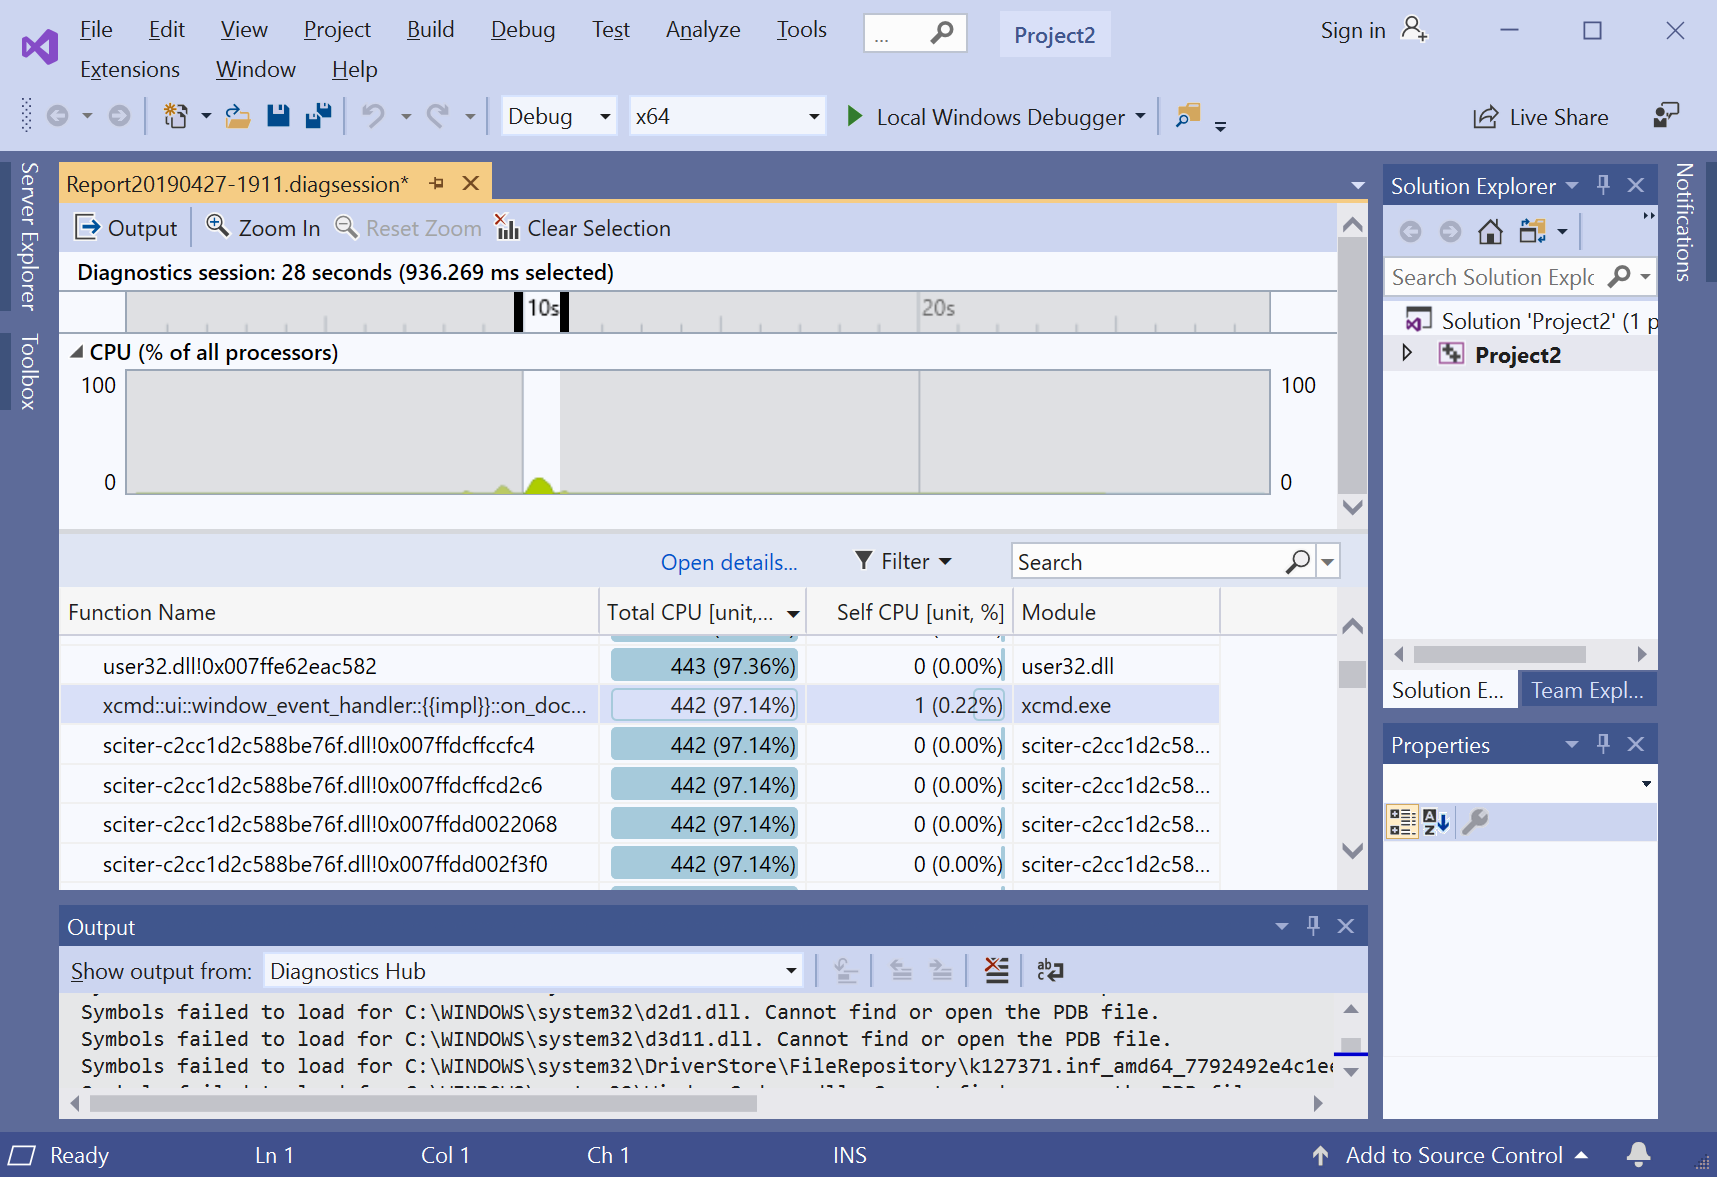 File Edit View Project Build Debug Test Analyze Tools ... Project2 Sign in
Extensions Window Help
Debug x64 Local Windows Debugger Live Share
Server Explorer
Toolbox
Report20190427-1911.diagsession*
Output Zoom In Reset Zoom Clear Selection
Diagnostics session: 28 seconds (936.269 ms selected)
10s 20s
CPU (% of all processors)
100 100
0 0
Open details... Filter Search
Function Name Total CPU [unit,... Self CPU [unit, %] Module
user32.dll!0x007ffe62eac582 443 (97.36%) 0 (0.00%) user32.dll
xcmd::ui::window_event_handler::{{impl}}::on_doc... 442 (97.14%) 1 (0.22%) xcmd.exe
sciter-c2cc1d2c588be76f.dll!0x007ffdcffccfc4 442 (97.14%) 0 (0.00%) sciter-c2cc1d2c58...
sciter-c2cc1d2c588be76f.dll!0x007ffdcffcd2c6 442 (97.14%) 0 (0.00%) sciter-c2cc1d2c58...
sciter-c2cc1d2c588be76f.dll!0x007ffdd0022068 442 (97.14%) 0 (0.00%) sciter-c2cc1d2c58...
sciter-c2cc1d2c588be76f.dll!0x007ffdd002f3f0 442 (97.14%) 0 (0.00%) sciter-c2cc1d2c58...
Output
Show output from: Diagnostics Hub
Symbols failed to load for C:\WINDOWS\system32\d2d1.dll. Cannot find or open the PDB file.
Symbols failed to load for C:\WINDOWS\system32\d3d11.dll. Cannot find or open the PDB file.
Symbols failed to load for C:\WINDOWS\system32\DriverStore\FileRepository\k127371.inf_amd64_7792492e4c1ee
Solution Explorer
Search Solution Explo
Solution 'Project2' (1 p
Project2
Solution E... Team Expl...
Properties
Notifications
Ready Ln 1 Col 1 Ch 1 INS Add to Source Control